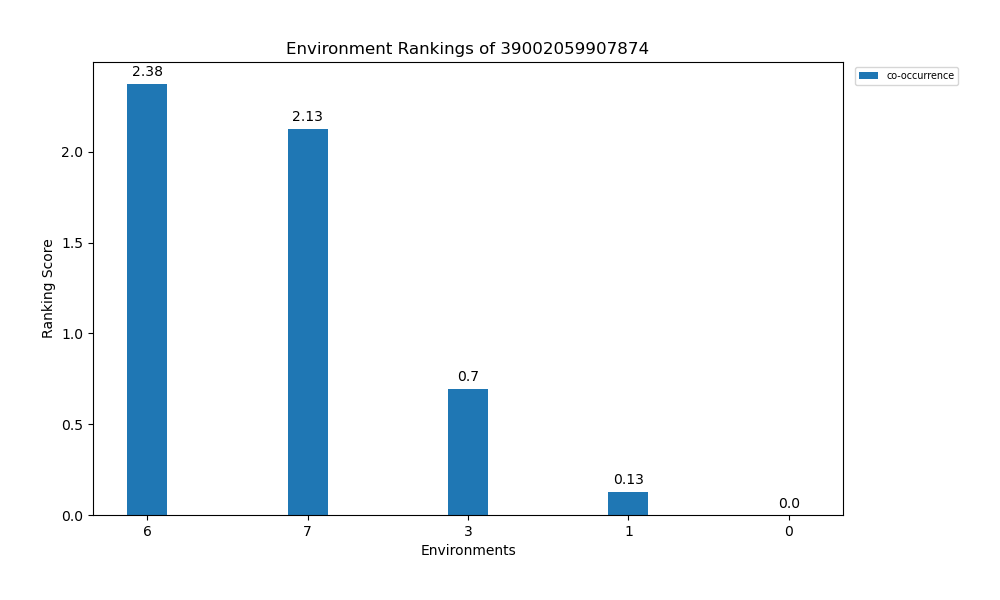 Environment Rankings of 39002059907874
co-occurrence
2.38
2.13
0.7
0.13
0.0
Ranking Score
2.0
1.5
1.0
0.5
0.0
6 7 3 1 0
Environments